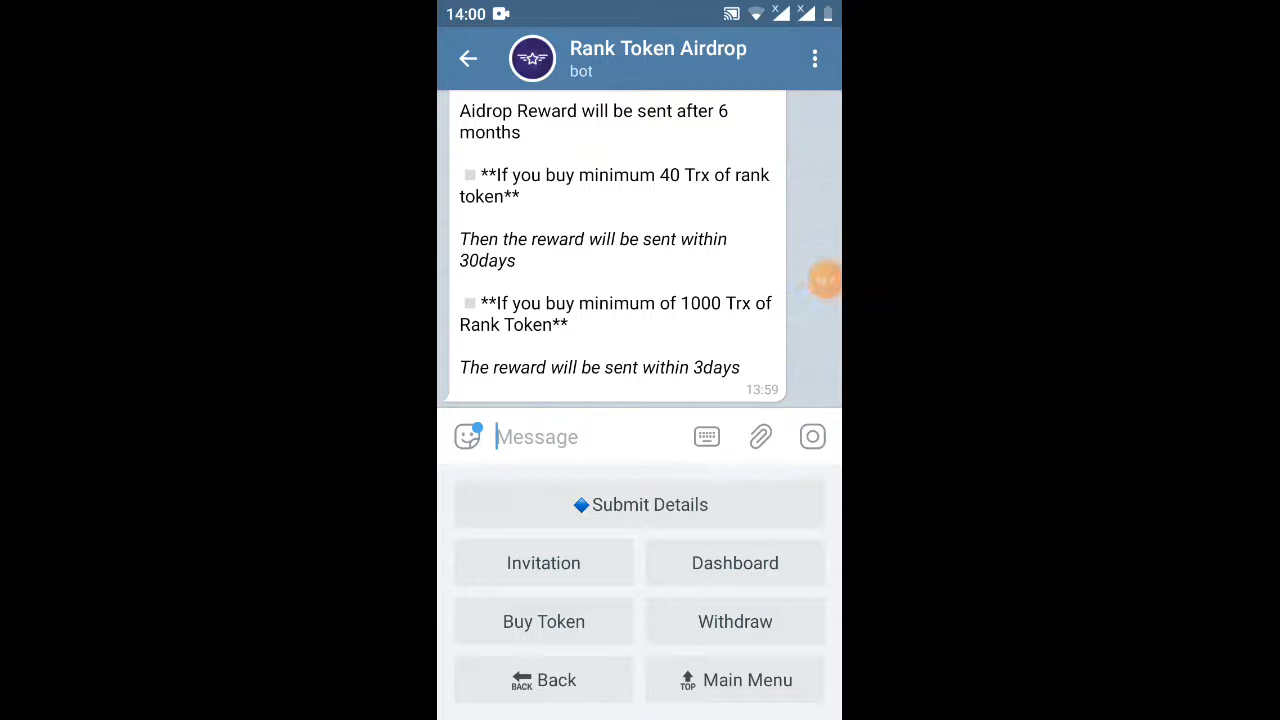 14:00
Rank Token Airdrop
bot
Aidrop Reward will be sent after 6
months
**If you buy minimum 40 Trx of rank
token**
Then the reward will be sent within
30days
**If you buy minimum of 1000 Trx of
Rank Token**
The reward will be sent within 3days
13:59
Message
Submit Details
Invitation
Dashboard
Buy Token
Withdraw
BACK Back
TOP Main Menu